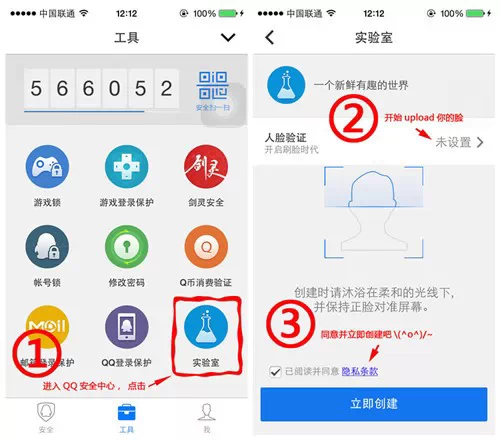 中国联通 12:12 100%
工具
566052
安全扫一扫
游戏锁
游戏登录保护
剑灵
剑灵安全
帐号锁
修改密码
Q
Q币消费验证
Mail
邮箱登录保护
QQ登录保护
实验室
①
进入 QQ 安全中心 ， 点击
安全
工具
我
中国联通 12:12 100%
实验室
一个新鲜有趣的世界
② 开始 upload 你的脸
人脸验证
开启刷脸时代
未设置
创建时请沐浴在柔和的光线下，
并保持正脸对准屏幕。
③ 同意并立即创建吧 \(^o^)/~
已阅读并同意 隐私条款
立即创建